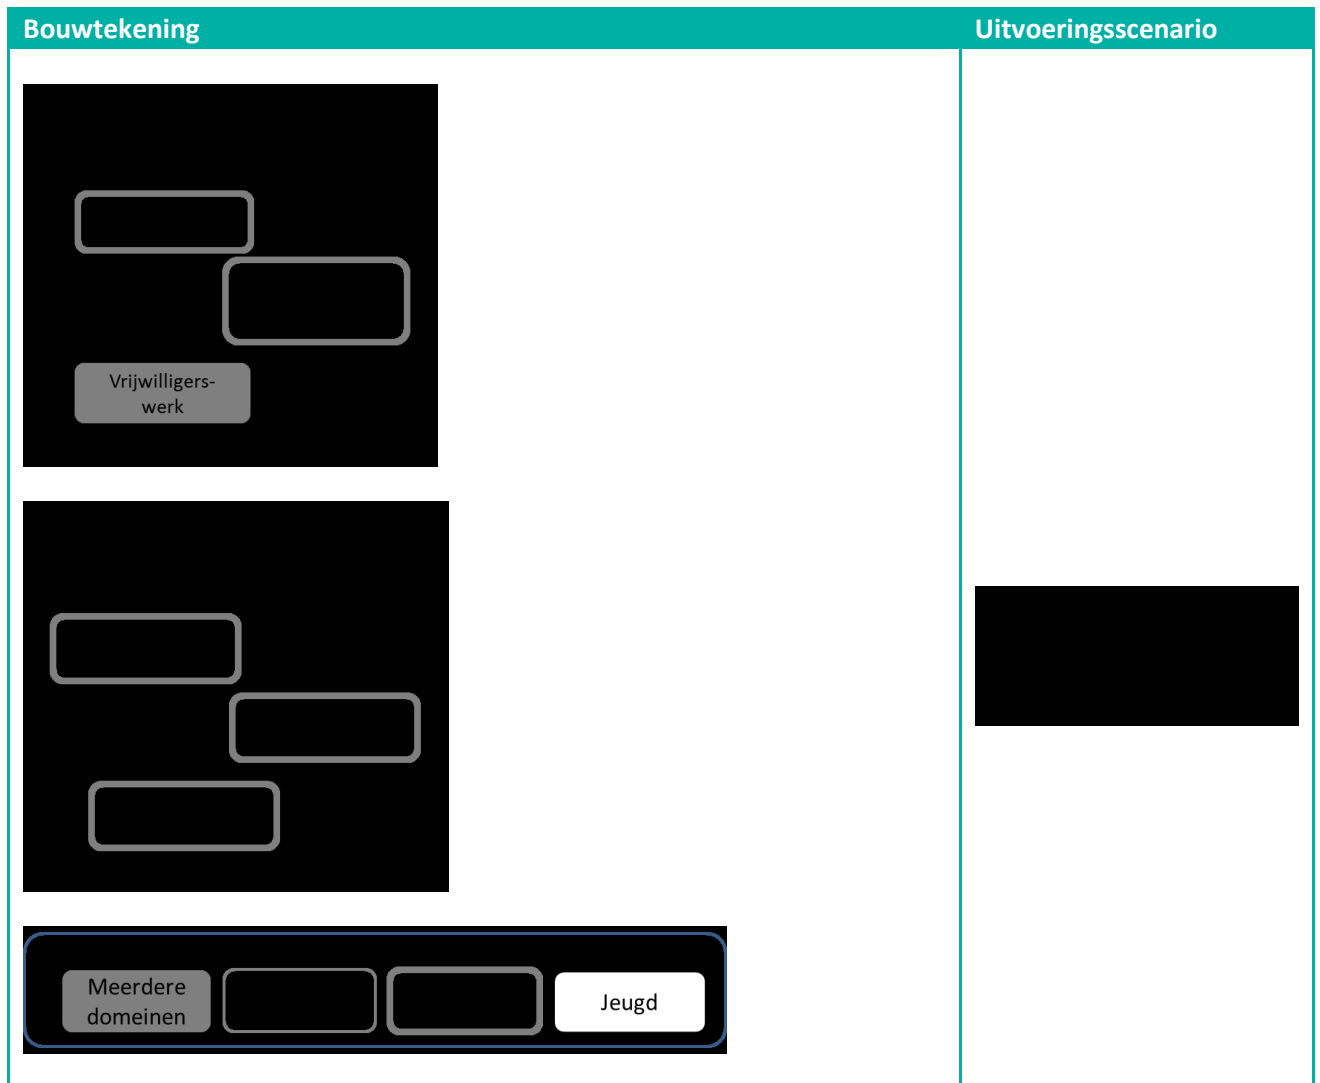 Bouwtekening
Uitvoeringsscenario
Vrijwilligers-
werk
Meerdere
domeinen
Jeugd